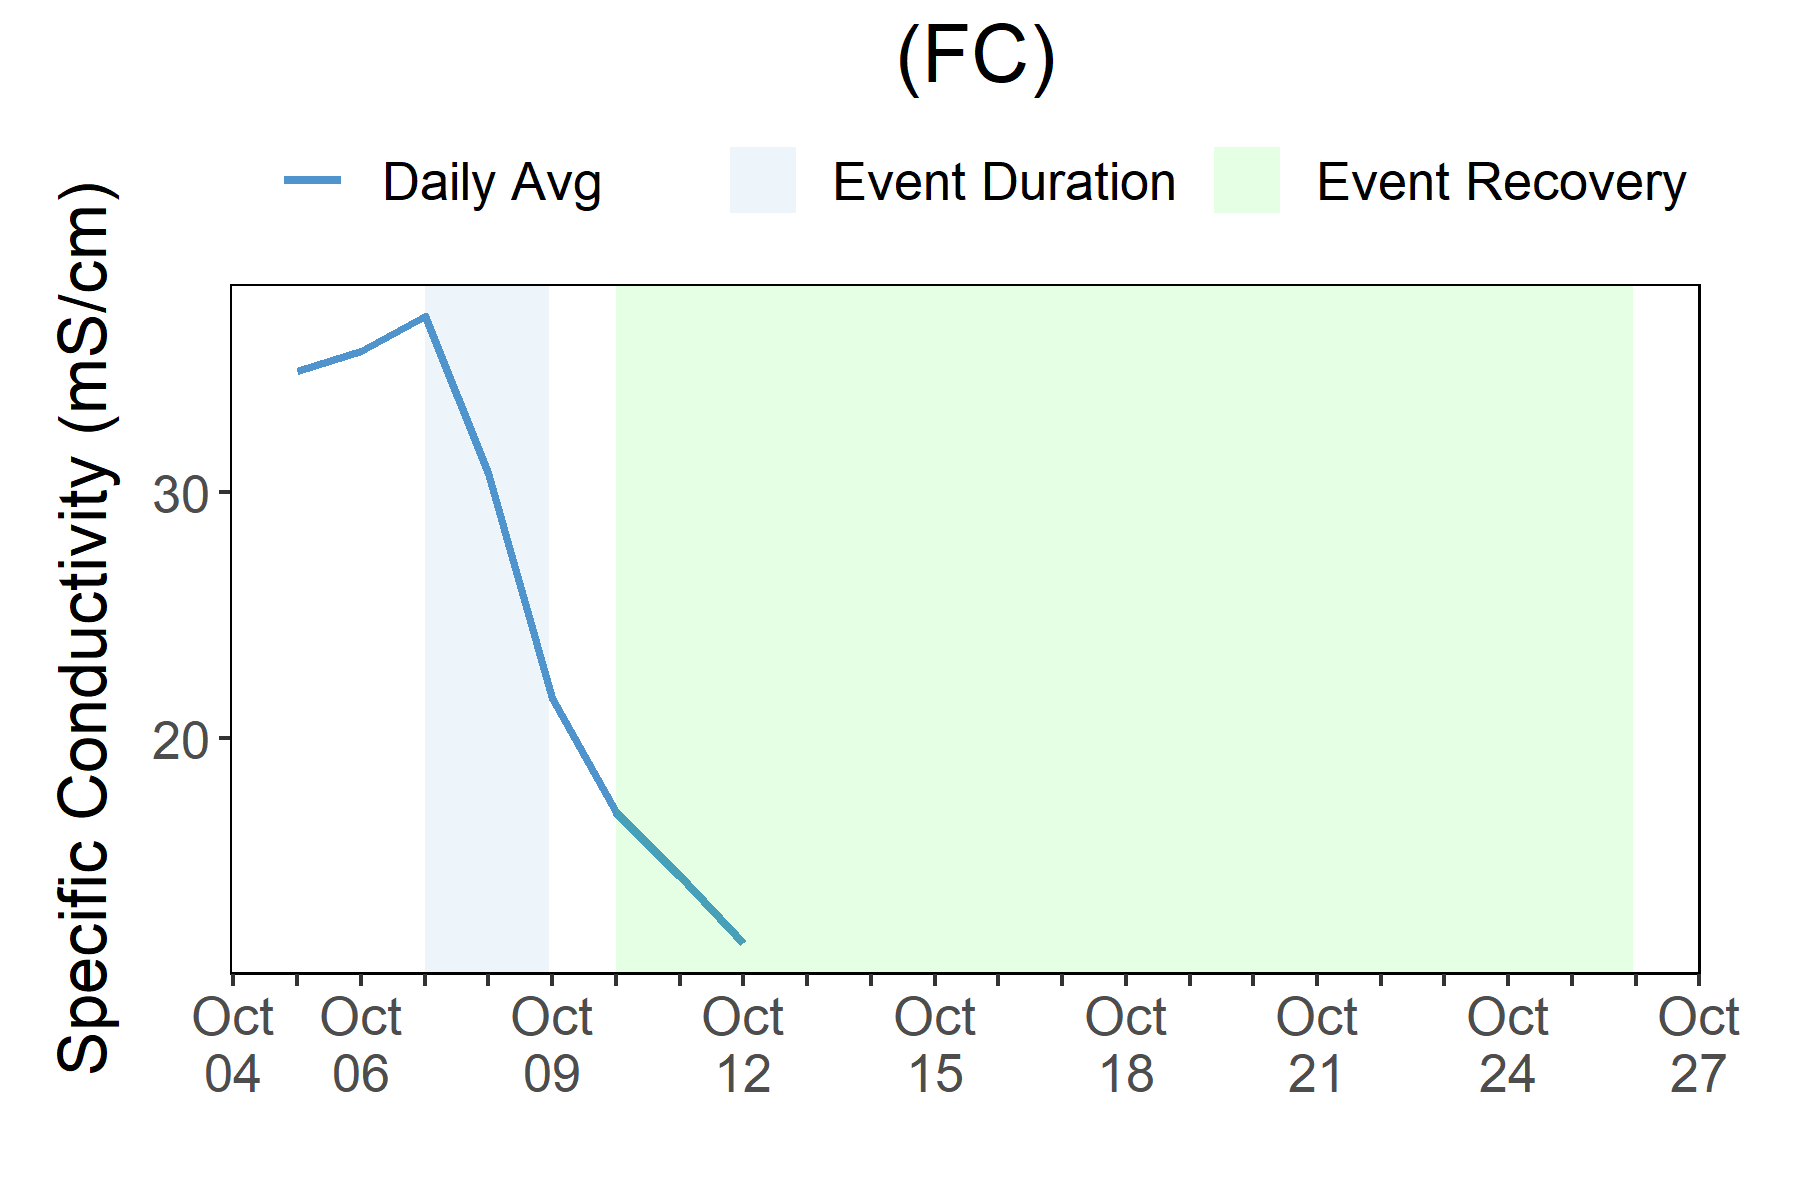 (FC)
Daily Avg Event Duration Event Recovery
Specific Conductivity (mS/cm)
30
20
Oct Oct Oct Oct Oct Oct Oct Oct Oct
04 06 09 12 15 18 21 24 27